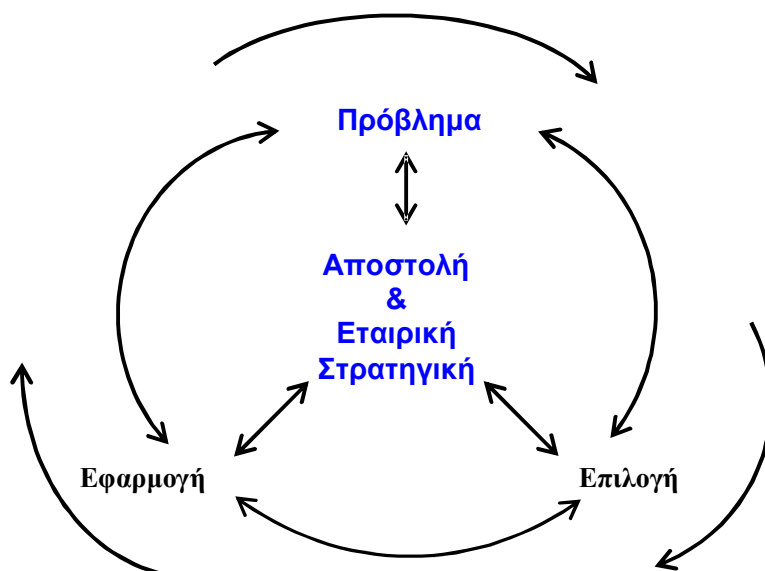 Πρόβλημα
Αποστολή
&
Εταιρική
Στρατηγική
Εφαρμογή
Επιλογή